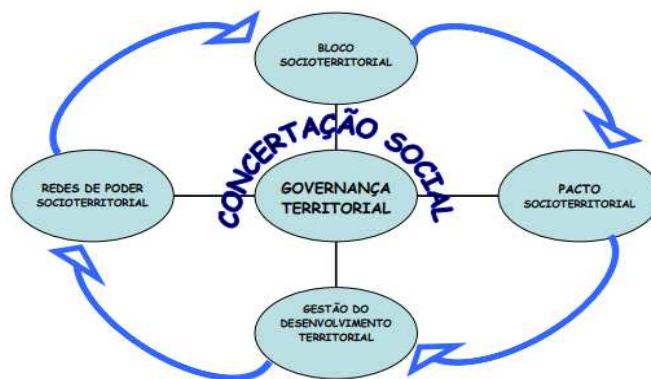 BLOCO
SOCIOTERRITORIAL
CONCERTAÇÃO SOCIAL
REDES DE PODER
SOCIOTERRITORIAL
GOVERNANÇA
TERRITORIAL
PACTO
SOCIOTERRITORIAL
GESTÃO DO
DESENVOLVIMENTO
TERRITORIAL